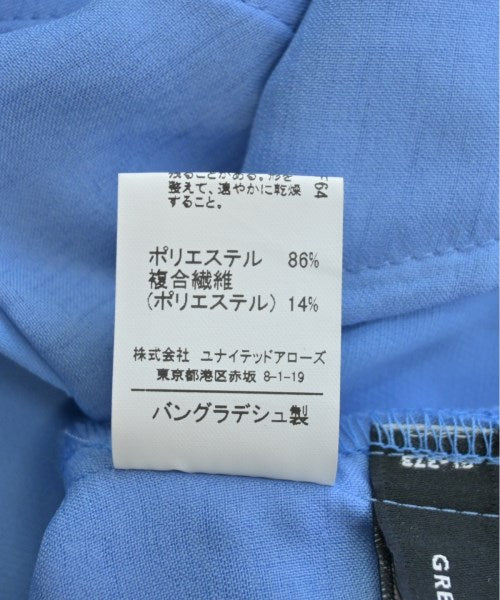 残ることがある。形を
整えて、速やかに乾燥
すること。
64
ポリエステル 86%
複合繊維
(ポリエステル) 14%
株式会社 ユナイテッドアローズ
東京都港区赤坂 8-1-19
バングラデシュ製
GRE